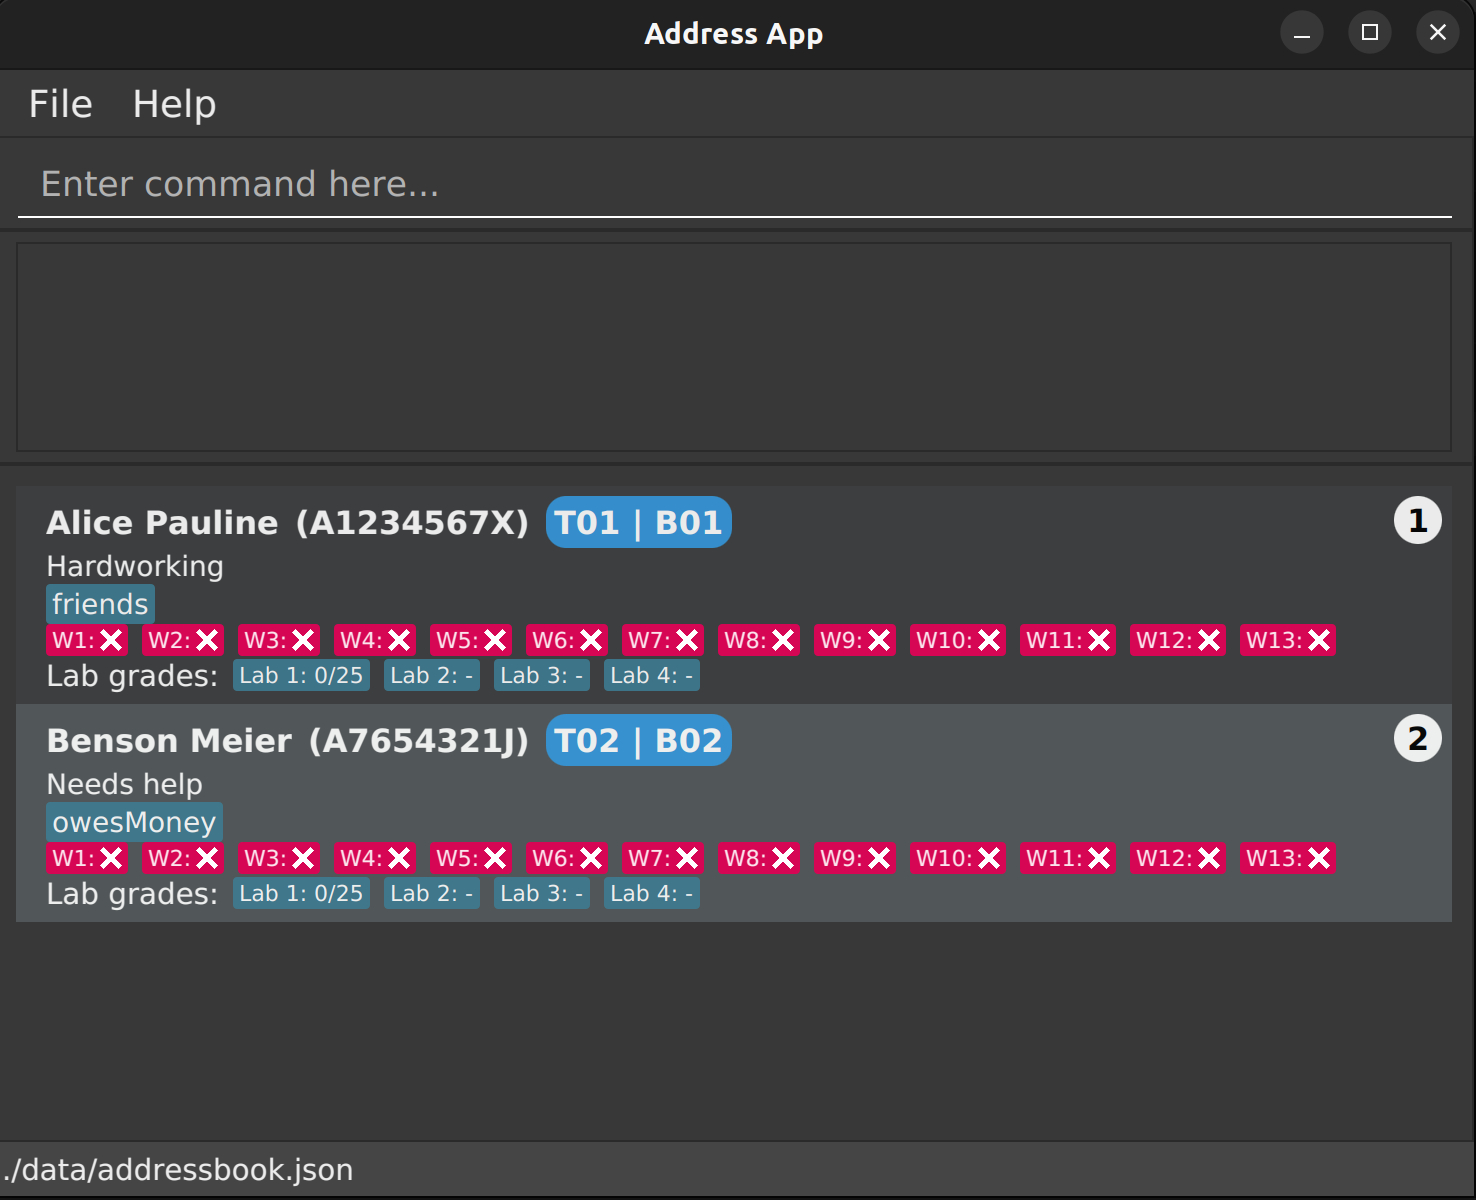 Address App
File Help
Enter command here...
Alice Pauline (A1234567X) T01 | B01 1
Hardworking
friends
W1: ❌ W2: ❌ W3: ❌ W4: ❌ W5: ❌ W6: ❌ W7: ❌ W8: ❌ W9: ❌ W10: ❌ W11: ❌ W12: ❌ W13: ❌
Lab grades: Lab 1: 0/25 Lab 2: - Lab 3: - Lab 4: -
Benson Meier (A7654321J) T02 | B02 2
Needs help
owesMoney
W1: ❌ W2: ❌ W3: ❌ W4: ❌ W5: ❌ W6: ❌ W7: ❌ W8: ❌ W9: ❌ W10: ❌ W11: ❌ W12: ❌ W13: ❌
Lab grades: Lab 1: 0/25 Lab 2: - Lab 3: - Lab 4: -
./data/addressbook.json